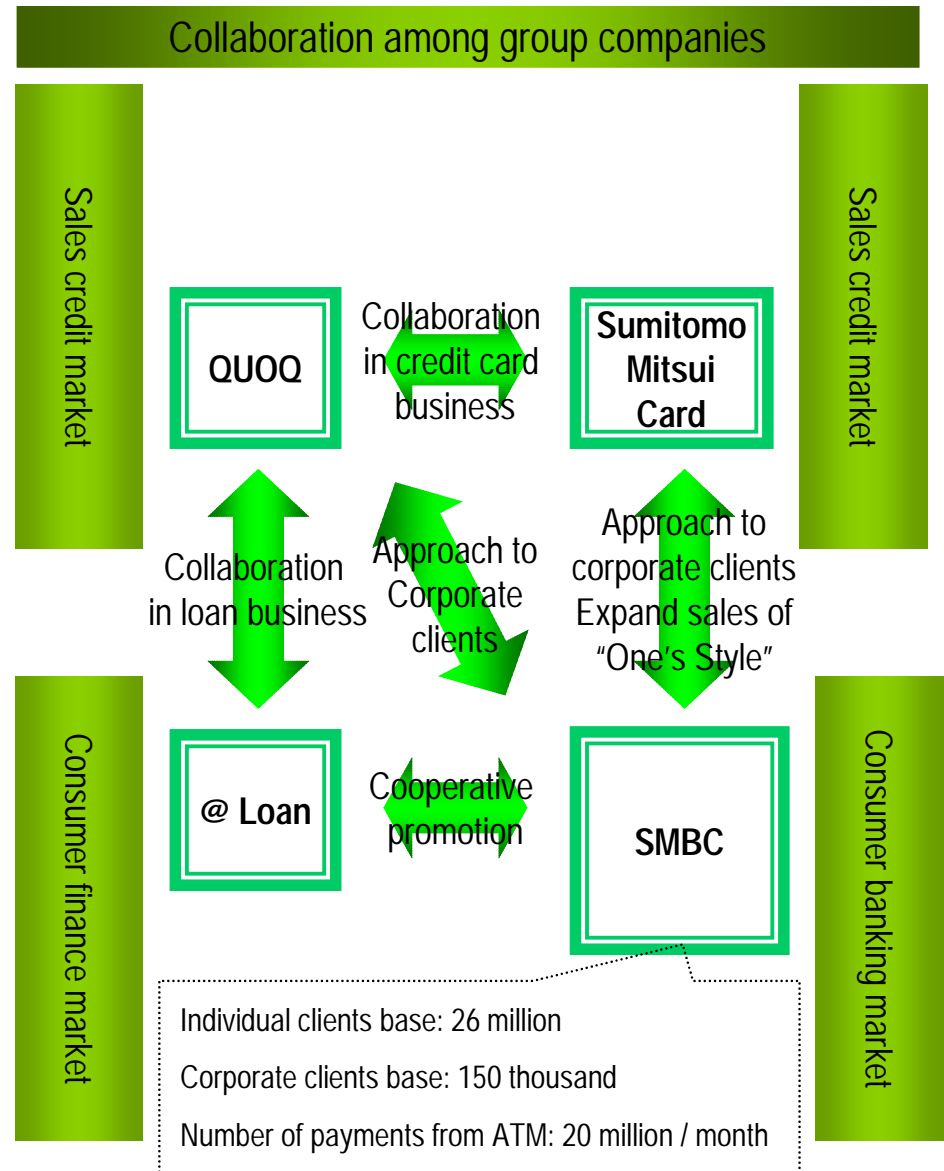 Collaboration among group companies
Sales credit market
Sales credit market
QUOQ
Collaboration
in credit card
business
Sumitomo
Mitsui
Card
Collaboration
in loan business
Approach to
Corporate
clients
Approach to
corporate clients
Expand sales of
“One’s Style”
Consumer finance market
Consumer banking market
@ Loan
Cooperative
promotion
SMBC
Individual clients base: 26 million
Corporate clients base: 150 thousand
Number of payments from ATM: 20 million / month